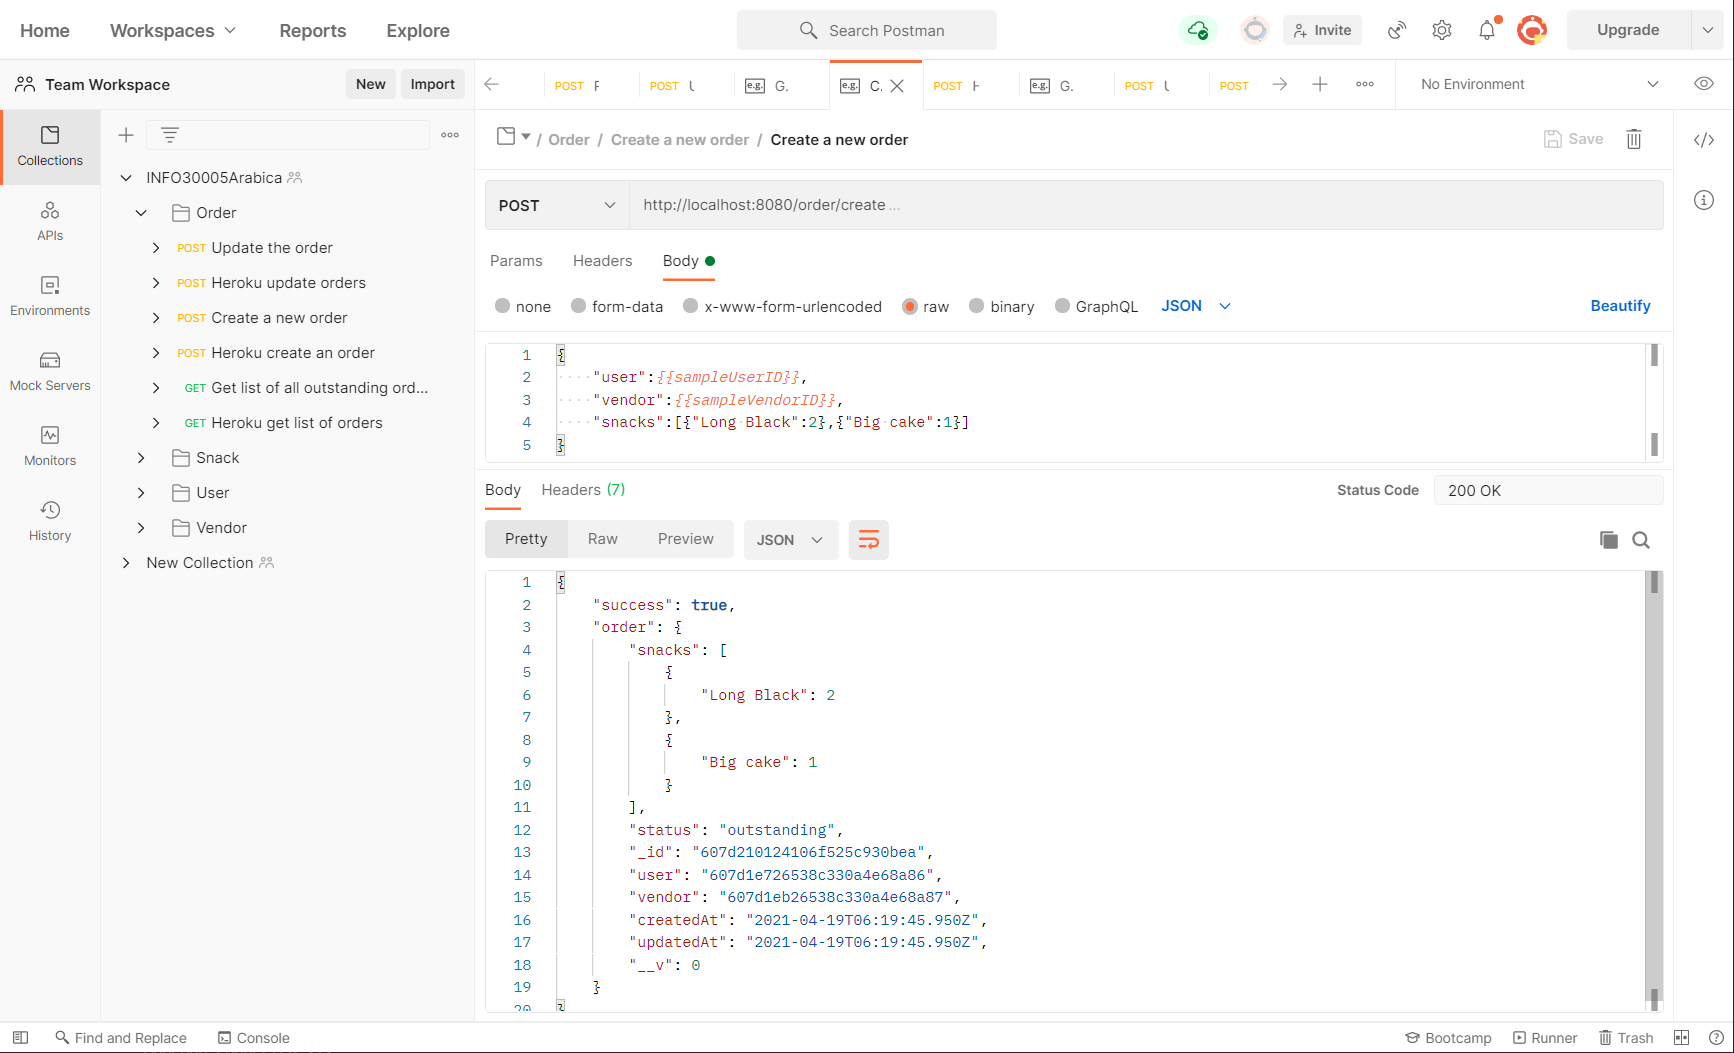 Home Workspaces Reports Explore Search Postman Invite Upgrade
Team Workspace New Import POST F POST e.g. G. e.g. C. POST e.g. G. POST POST No Environment
Collections
APIs
Environments
Mock Servers
Monitors
History
INFO30005Arabica
Order
POST Update the order
POST Heroku update orders
POST Create a new order
POST Heroku create an order
GET Get list of all outstanding ord...
GET Heroku get list of orders
Snack
User
Vendor
New Collection
/ Order / Create a new order / Create a new order Save
POST http://localhost:8080/order/create ...
Params Headers Body
none form-data x-www-form-urlencoded raw binary GraphQL JSON Beautify
1 {
2 ····"user":{{sampleUserID}},
3 ····"vendor":{{sampleVendorID}},
4 ····"snacks":[{"Long·Black":2},{"Big·cake":1}]
5 }
Body Headers (7) Status Code 200 OK
Pretty Raw Preview JSON
1 {
2 "success": true,
3 "order": {
4 "snacks": [
5 {
6 "Long Black": 2
7 },
8 {
9 "Big cake": 1
10 }
11 ],
12 "status": "outstanding",
13 "_id": "607d210124106f525c930bea",
14 "user": "607d1e726538c330a4e68a86",
15 "vendor": "607d1eb26538c330a4e68a87",
16 "createdAt": "2021-04-19T06:19:45.950Z",
17 "updatedAt": "2021-04-19T06:19:45.950Z",
18 "__v": 0
19 }
20 }
Find and Replace Console Bootcamp Runner Trash